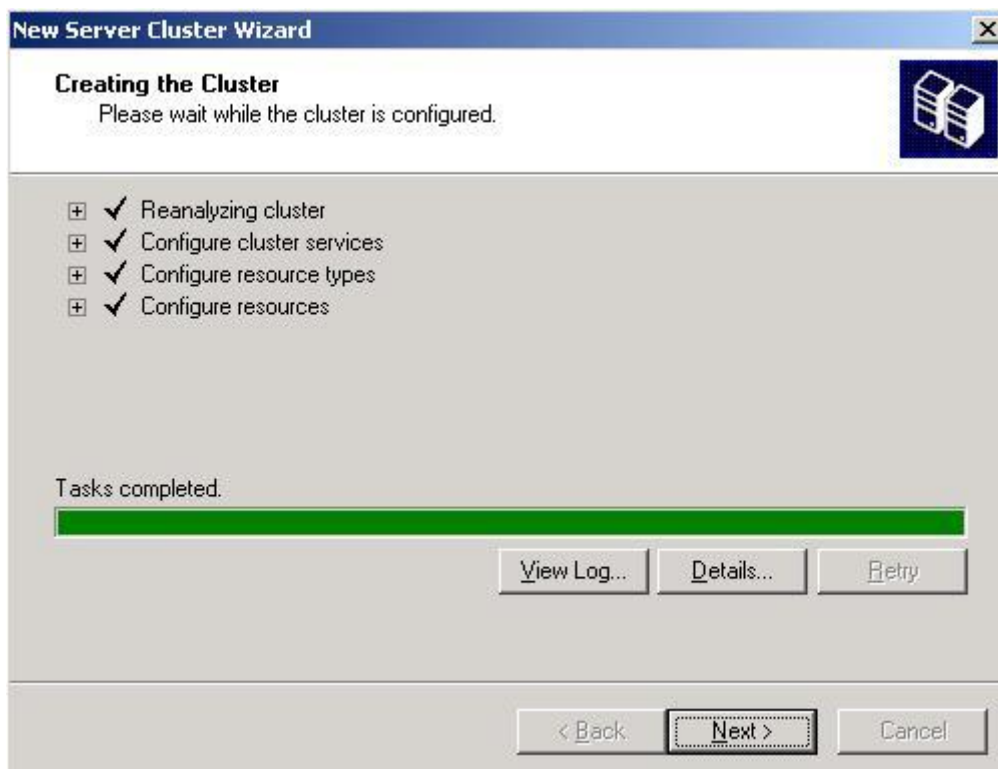 New Server Cluster Wizard
Creating the Cluster
Please wait while the cluster is configured.
Reanalyzing cluster
Configure cluster services
Configure resource types
Configure resources
Tasks completed.
View Log... Details... Retry
< Back Next > Cancel